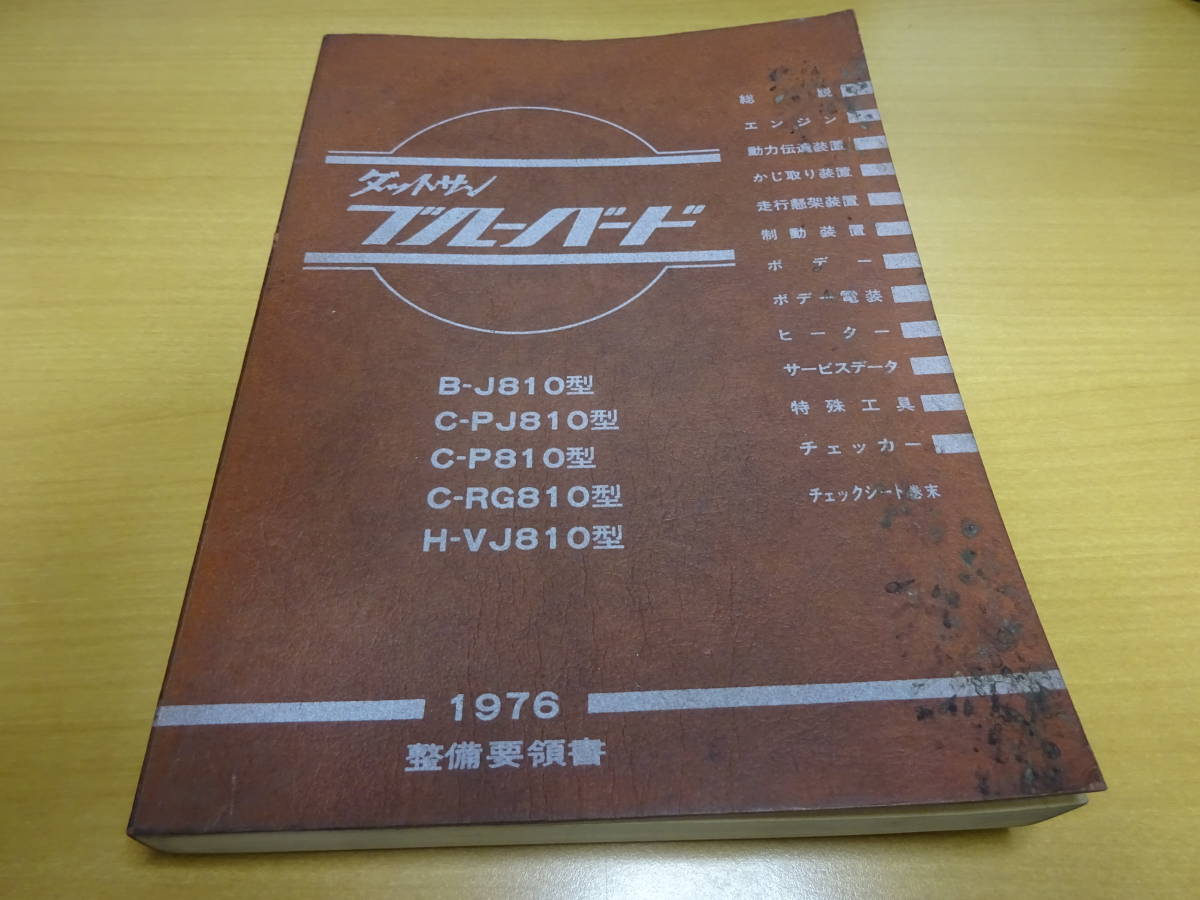 ダットサン
ブルーバード
B-J810型
C-PJ810型
C-P810型
C-RG810型
H-VJ810型
1976
整備要領書
総説
エンジン
動力伝達装置
かじ取り装置
走行懸架装置
制動装置
ボデー
ボデー電装
ヒーター
サービスデータ
特殊工具
チェッカー
チェックシート巻末